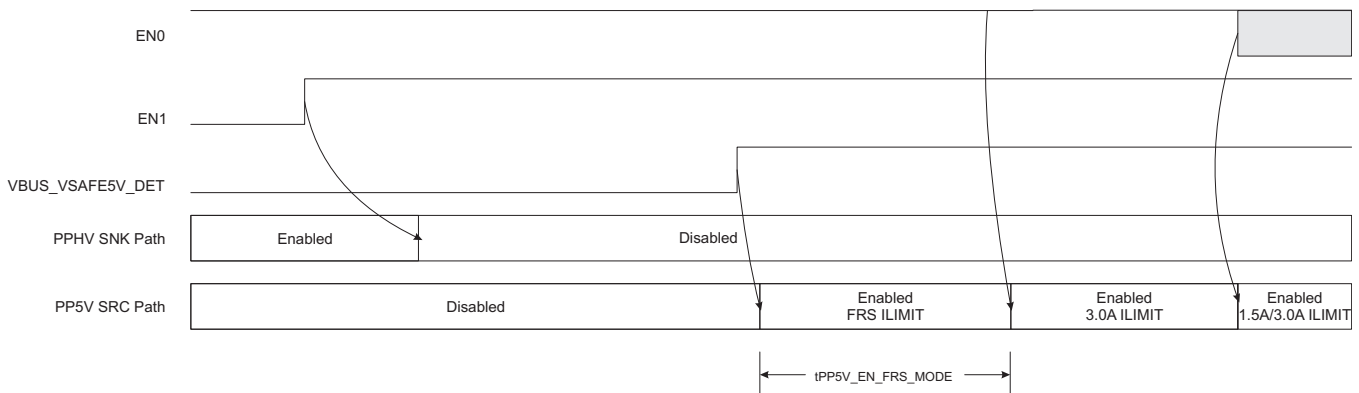 EN0
EN1
VBUS_VSAFE5V_DET
PPHV SNK Path
Enabled
Disabled
PP5V SRC Path
Disabled
Enabled
FRS ILIMIT
Enabled
3.0A ILIMIT
Enabled
1.5A/3.0A ILIMIT
tPP5V_EN_FRS_MODE